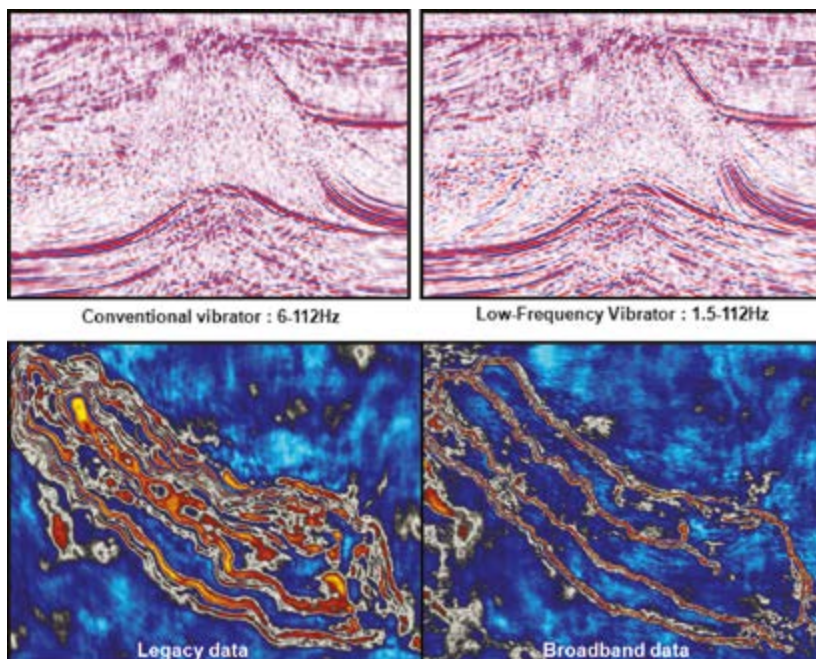 Conventional vibrator : 6-112Hz
Low-Frequency Vibrator : 1.5-112Hz
Legacy data
Broadband data